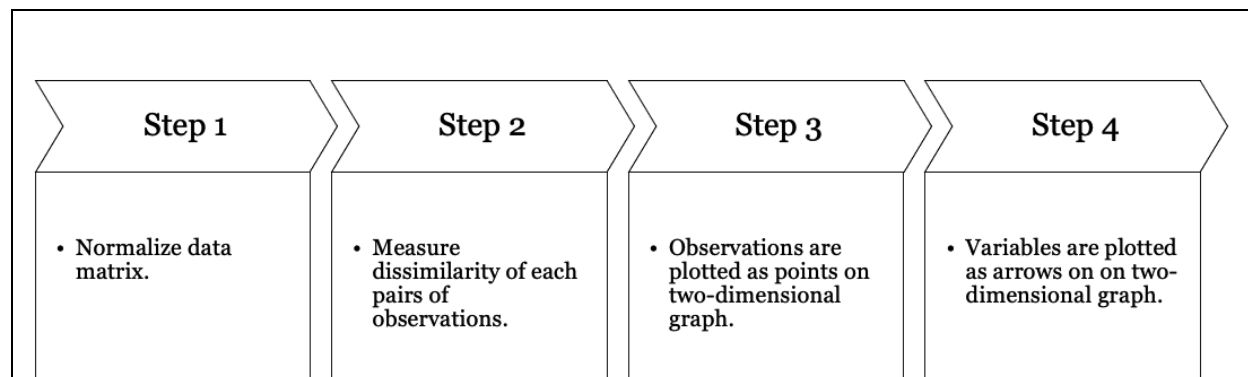 Step 1
• Normalize data
matrix.
Step 2
• Measure
dissimilarity of each
pairs of
observations.
Step 3
• Observations are
plotted as points on
two-dimensional
graph.
Step 4
• Variables are plotted
as arrows on on two-
dimensional graph.